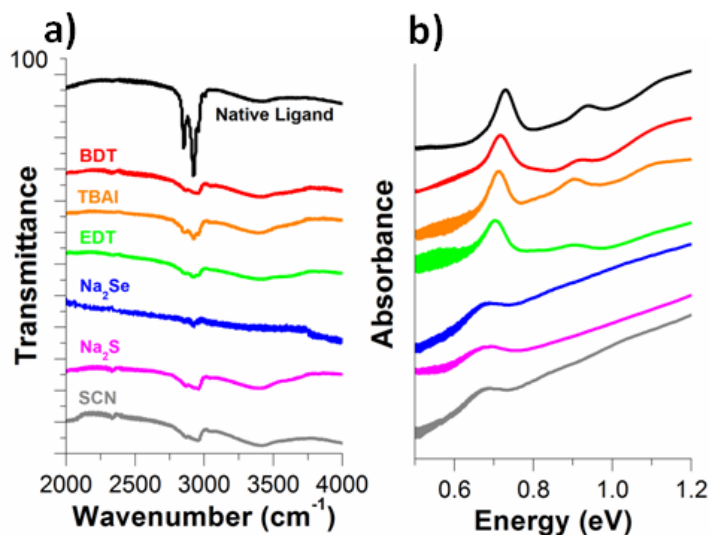 a)
100
Transmittance
Native Ligand
BDT
TBAI
EDT
Na₂Se
Na₂S
SCN
2000 2500 3000 3500 4000
Wavenumber (cm⁻¹)
b)
Absorbance
0.6 0.8 1.0 1.2
Energy (eV)